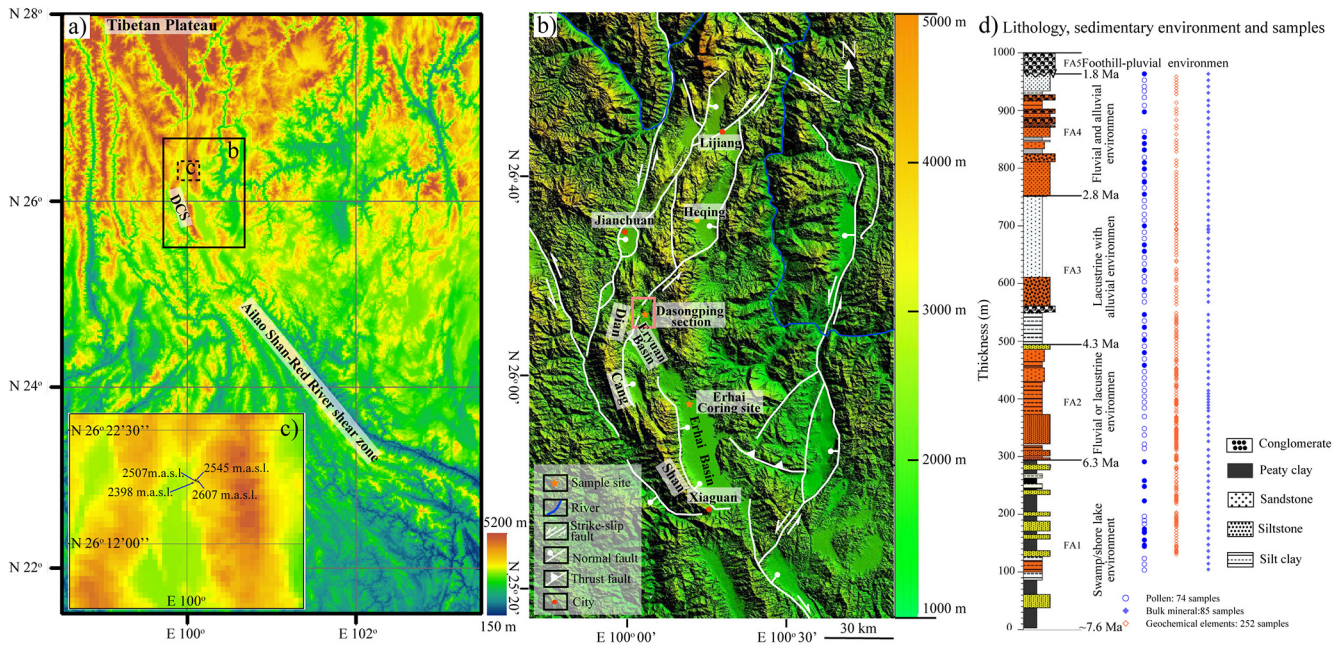 a)
Tibetan Plateau
N 28°
N 26°
N 24°
N 22°
b
c
DCS
Ailao Shan-Red River shear zone
c)
N 26° 22'30''
2507m.a.s.l.
2545 m.a.s.l.
2398 m.a.s.l.
2607 m.a.s.l.
N 26° 12'00''
E 100°
5200 m
150 m
E 100°
E 102°
b)
N
Lijiang
Jianchuan
Heqing
Dasongping
section
Dian
Cang
Eryuan
Basin
Erhai
Coring site
Shan
Xiaguan
N 26°40'
N 26°00'
N 25°20'
Sample site
River
Strike-slip
fault
Normal fault
Thrust fault
City
E 100°00'
E 100°30'
30 km
5000 m
4000 m
3000 m
2000 m
1000 m
d) Lithology, sedimentary environment and samples
Thickness (m)
1000
900
800
700
600
500
400
300
200
100
0
FA5
Foothill-pluvial environmen
1.8 Ma
FA4
Fluvial and alluvial
environmen
2.8 Ma
FA3
Lacustrine with
alluvial environmen
4.3 Ma
FA2
Fluvial or lacustrine
environmen
6.3 Ma
FA1
Swamp/shore lake
environment
~7.6 Ma
Conglomerate
Peaty clay
Sandstone
Siltstone
Silt clay
Pollen: 74 samples
Bulk mineral:85 samples
Geochemical elements: 252 samples